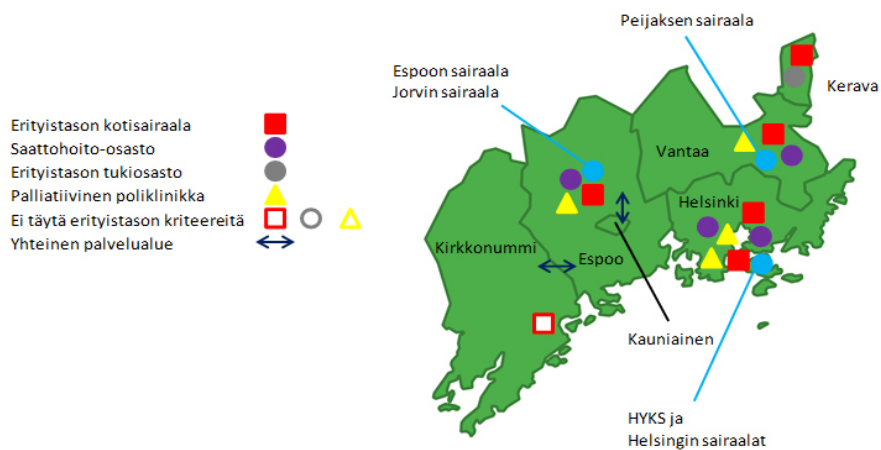 Peijaksen sairaala
Espoon sairaala
Jorvin sairaala
Kerava
Erityistason kotisairaala
Saattohoito-osasto
Erityistason tukiosasto
Palliatiivinen poliklinikka
Ei täytä erityistason kriteereitä
Yhteinen palvelualue
Vantaa
Helsinki
Kirkkonummi
Espoo
Kauniainen
HYKS ja
Helsingin sairaalat